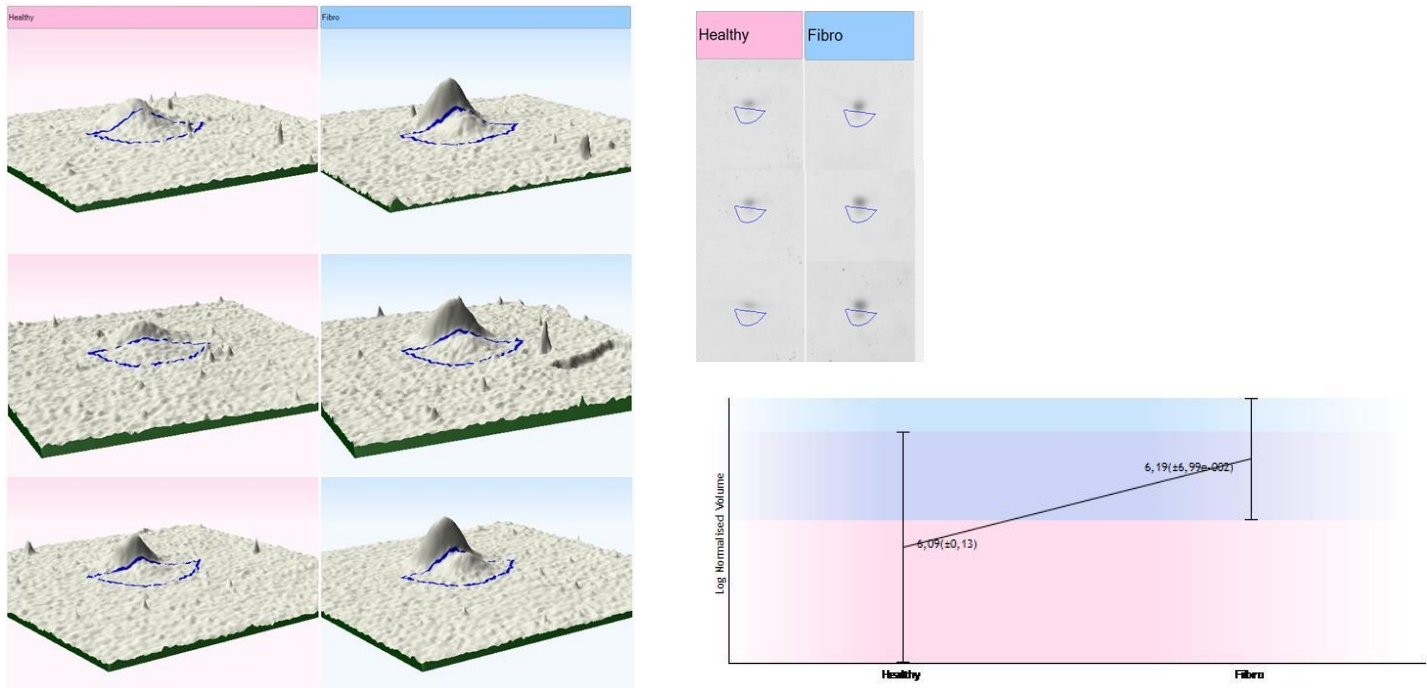 Healthy
Fibro
Healthy
Fibro
Log Normalised Volume
6,19(±6,99e-002)
6,09(±0,13)
Healthy
Fibro